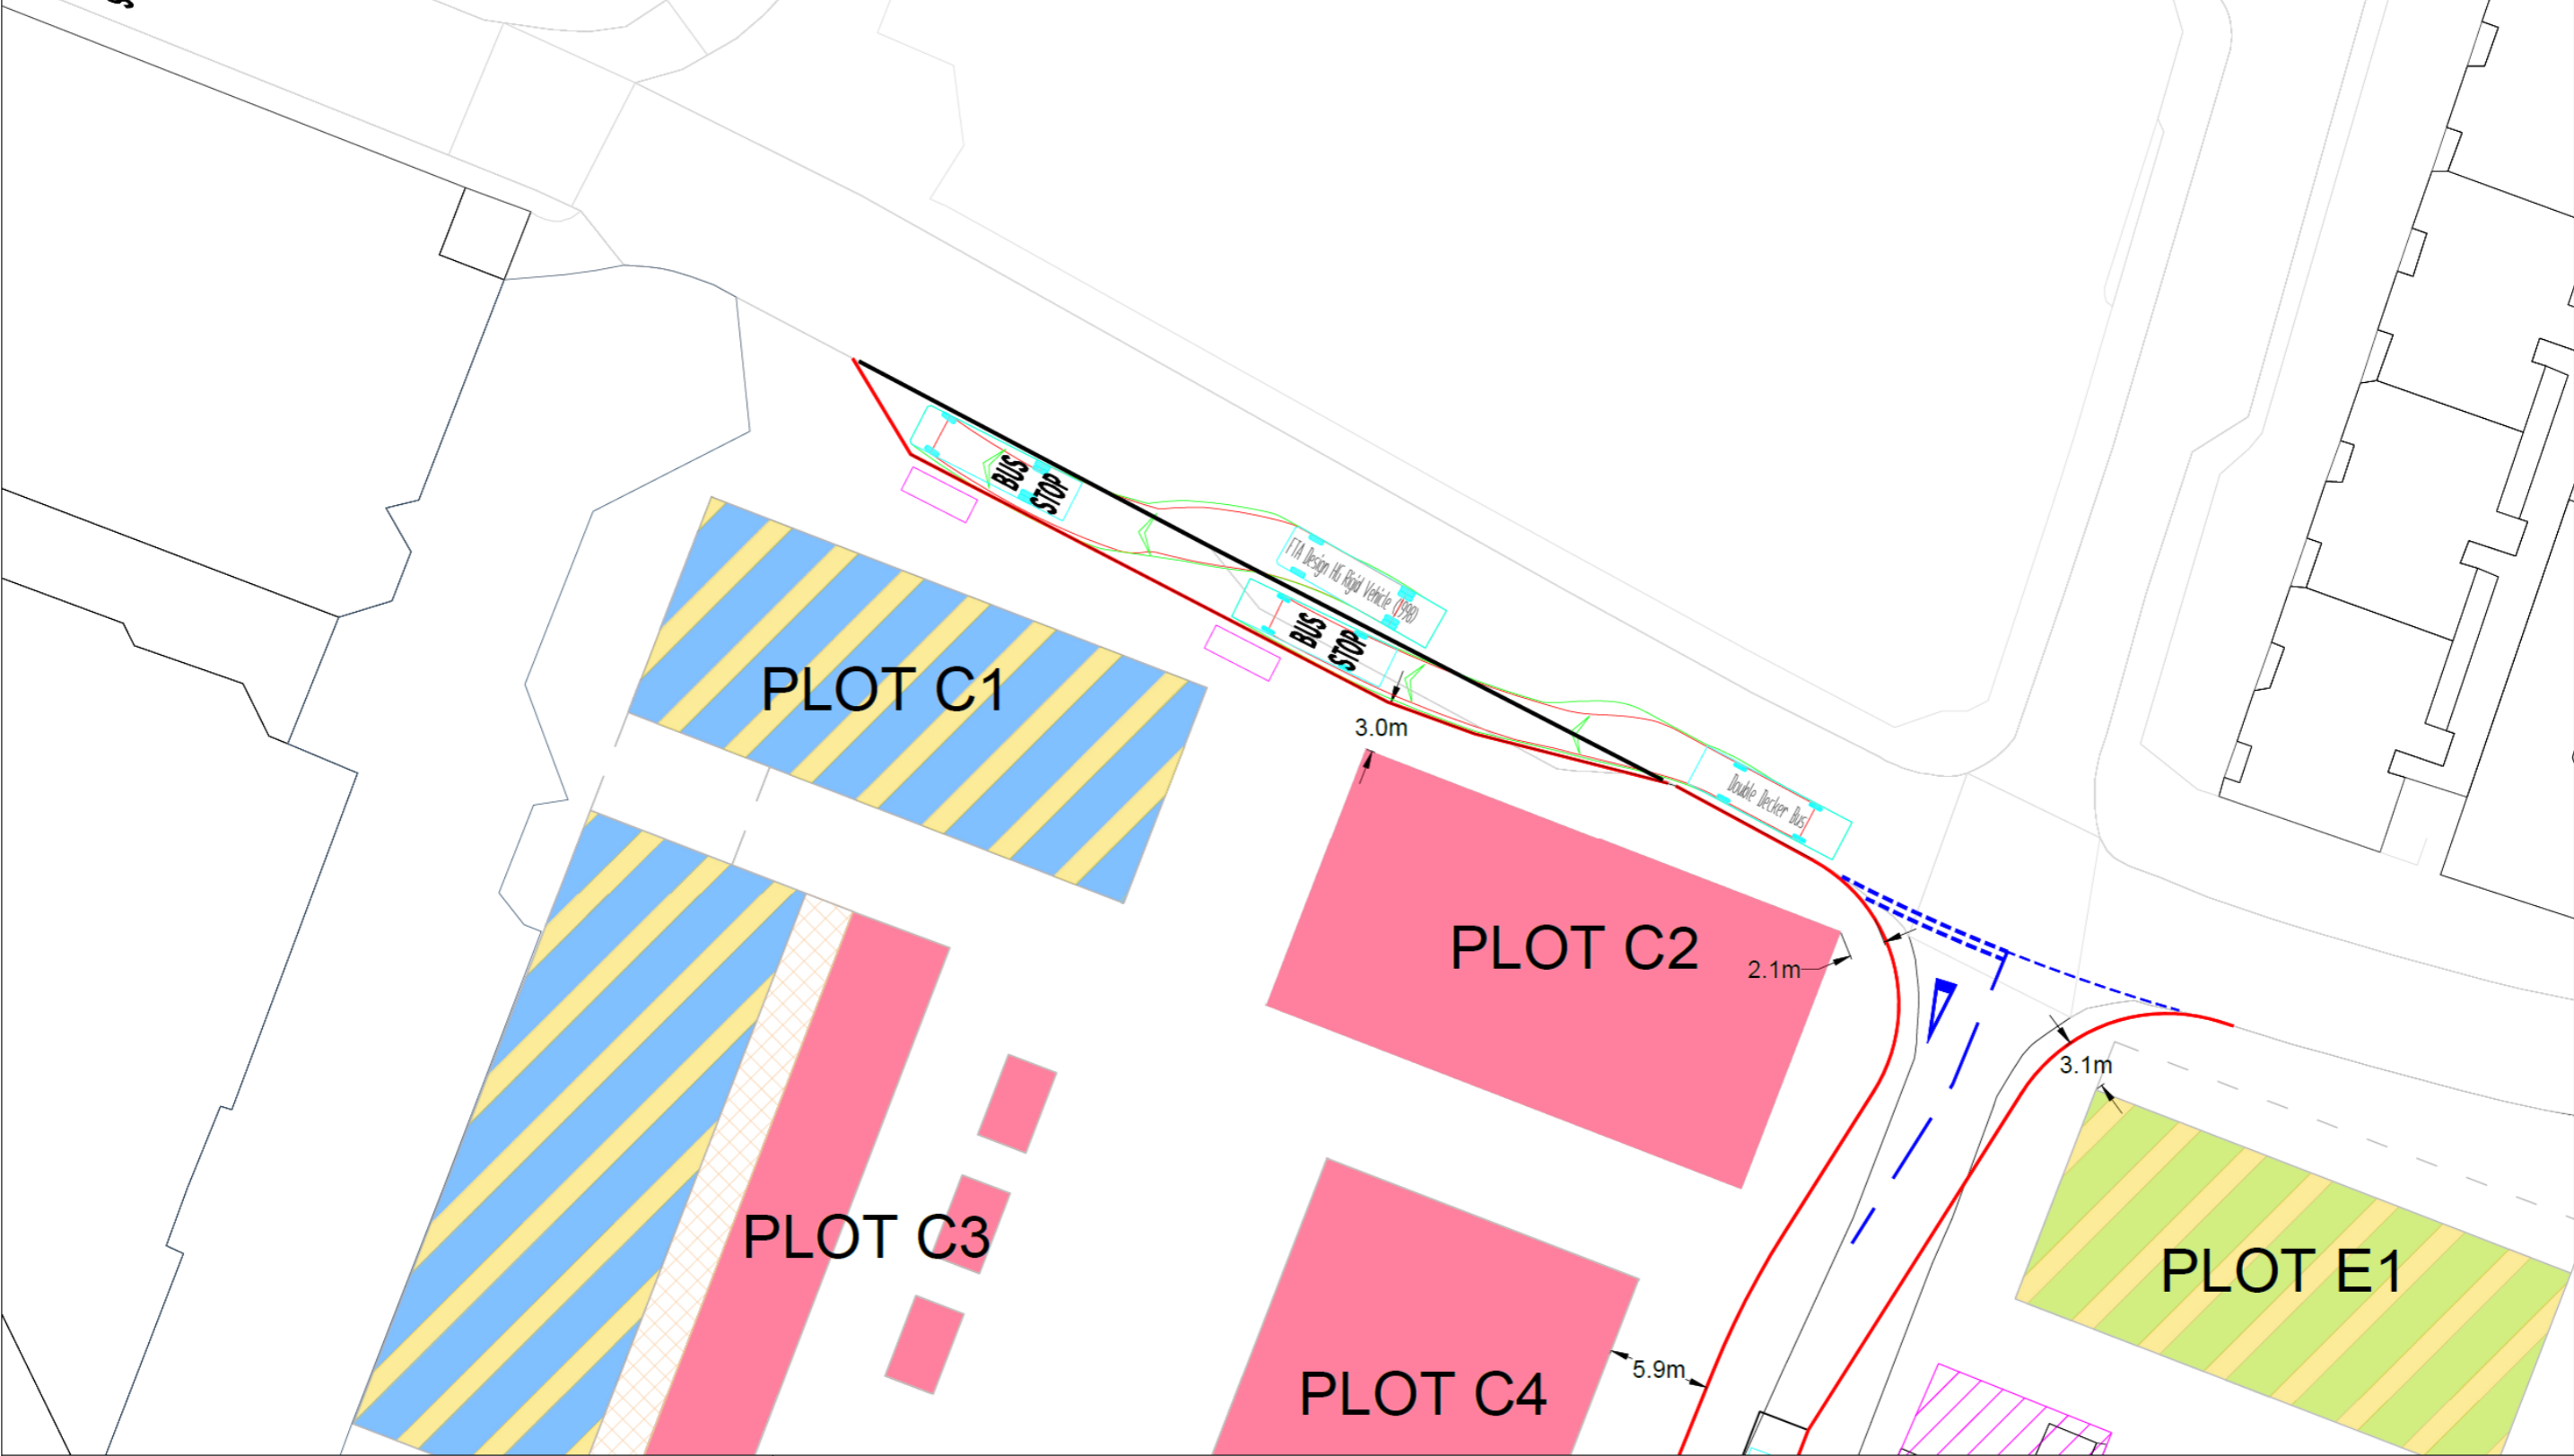 BUS
STOP
FTA Design HG Rigid Vehicle (1998)
BUS
STOP
PLOT C1
3.0m
Double Decker Bus
PLOT C2
2.1m
3.1m
PLOT C3
PLOT E1
5.9m
PLOT C4